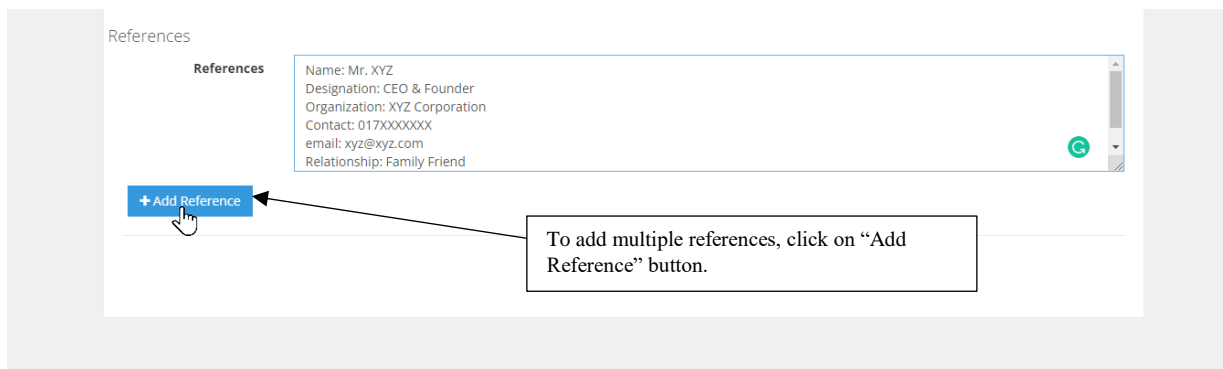 References
References
Name: Mr. XYZ
Designation: CEO & Founder
Organization: XYZ Corporation
Contact: 017XXXXXXX
email: xyz@xyz.com
Relationship: Family Friend
+ Add Reference
To add multiple references, click on “Add
Reference” button.